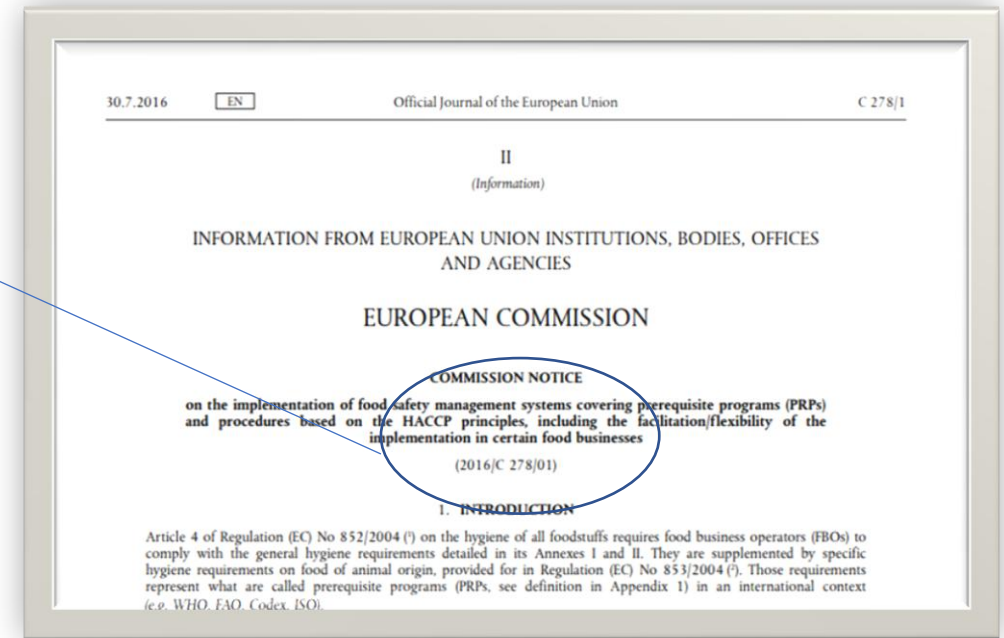 30.7.2016 EN Official Journal of the European Union C 278/1
II
(Information)
INFORMATION FROM EUROPEAN UNION INSTITUTIONS, BODIES, OFFICES
AND AGENCIES
EUROPEAN COMMISSION
COMMISSION NOTICE
on the implementation of food safety management systems covering prerequisite programs (PRPs)
and procedures based on the HACCP principles, including the facilitation/flexibility of the
implementation in certain food businesses
(2016/C 278/01)
1. INTRODUCTION
Article 4 of Regulation (EC) No 852/2004 (¹) on the hygiene of all foodstuffs requires food business operators (FBOs) to
comply with the general hygiene requirements detailed in its Annexes I and II. They are supplemented by specific
hygiene requirements on food of animal origin, provided for in Regulation (EC) No 853/2004 (²). Those requirements
represent what are called prerequisite programs (PRPs, see definition in Appendix 1) in an international context
(e.g. WHO, FAO, Codex, ISO).